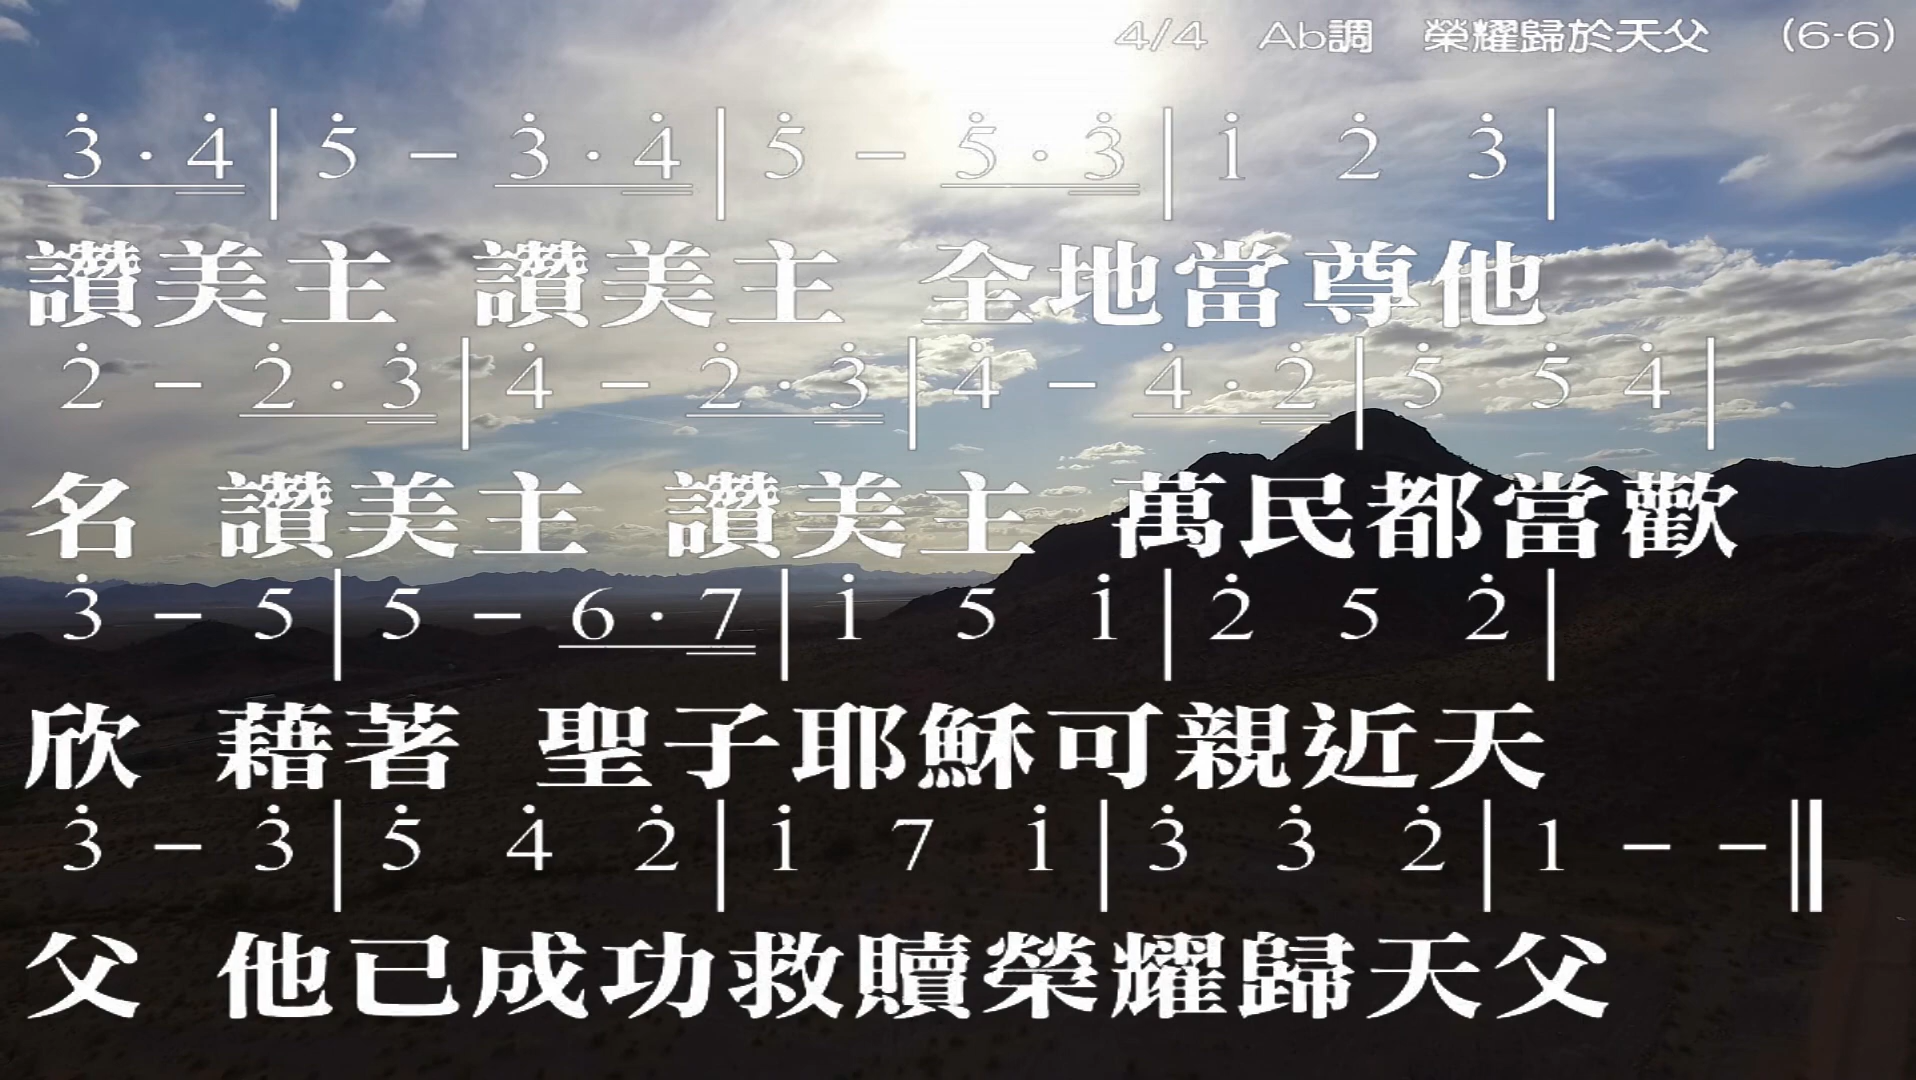 4/4 Ab調 榮耀歸於天父 (6-6)
3̇ · 4̇ | 5̇ – 3̇ · 4̇ | 5̇ – 5̇ · 3̇ | 1̇ 2̇ 3̇ |
讚美主 讚美主 全地當尊他
2̇ – 2̇ · 3̇ | 4̇ – 2̇ · 3̇ | 4̇ – 4̇ · 2̇ | 5̇ 5̇ 4̇ |
名 讚美主 讚美主 萬民都當歡
3̇ – 5 | 5 – 6 · 7 | 1̇ 5 1̇ | 2̇ 5 2̇ |
欣 藉著 聖子耶穌可親近天
3̇ – 3̇ | 5̇ 4̇ 2̇ | 1̇ 7 1̇ | 3̇ 3̇ 2̇ | 1 – – ‖
父 他已成功救贖榮耀歸天父